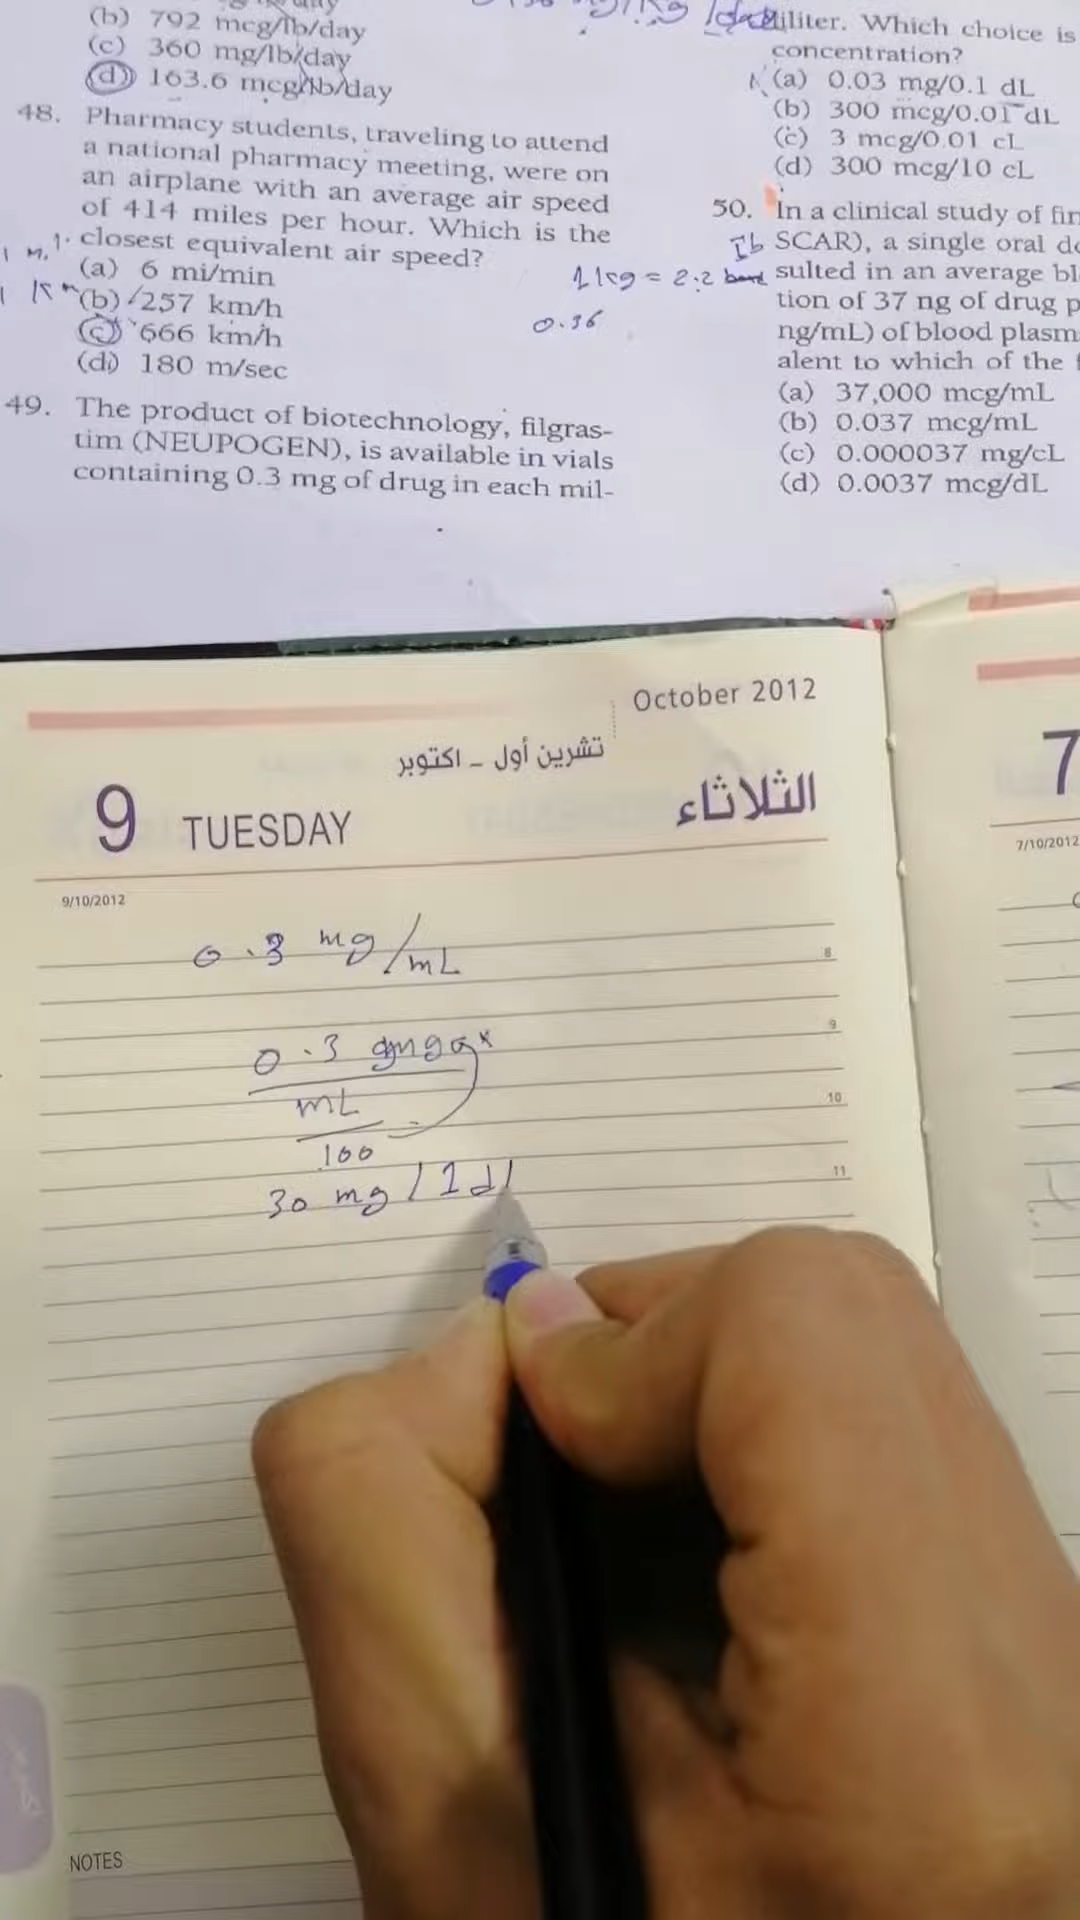 (b) 792 mcg/lb/day
(c) 360 mg/lb/day
(d) 163.6 mcg/lb/day
48. Pharmacy students, traveling to attend
a national pharmacy meeting, were on
an airplane with an average air speed
of 414 miles per hour. Which is the
closest equivalent air speed?
(a) 6 mi/min
(b) 257 km/h
(c) 666 km/h
(d) 180 m/sec
49. The product of biotechnology, filgras-
tim (NEUPOGEN), is available in vials
containing 0.3 mg of drug in each mil-
1 kg = 2.2
0.36
liliter. Which choice is
concentration?
(a) 0.03 mg/0.1 dL
(b) 300 mcg/0.01 dL
(c) 3 mcg/0.01 cL
(d) 300 mcg/10 cL
50. In a clinical study of fin
SCAR), a single oral do
sulted in an average bl
tion of 37 ng of drug p
ng/mL) of blood plasm
alent to which of the
(a) 37,000 mcg/mL
(b) 0.037 mcg/mL
(c) 0.000037 mg/cL
(d) 0.0037 mcg/dL
October 2012
تشرين أول - اكتوبر
9 TUESDAY
الثلاثاء
9/10/2012
0.3 mg/mL
0.3
mL
100
30 mg / 1 dl
8
9
10
11
NOTES
7
7/10/2012